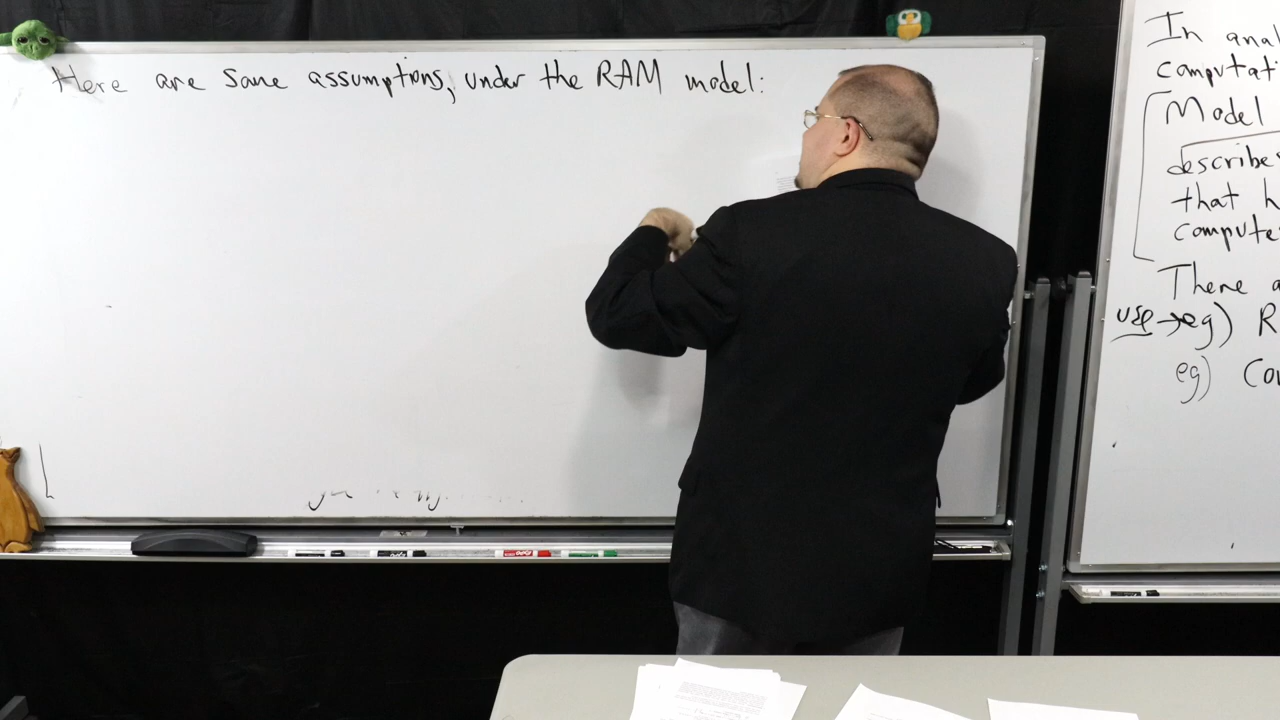 Here are some assumptions, under the RAM model:
In anal
computat
Model
describes
that h
compute
There a
use→eg) R
eg) Co